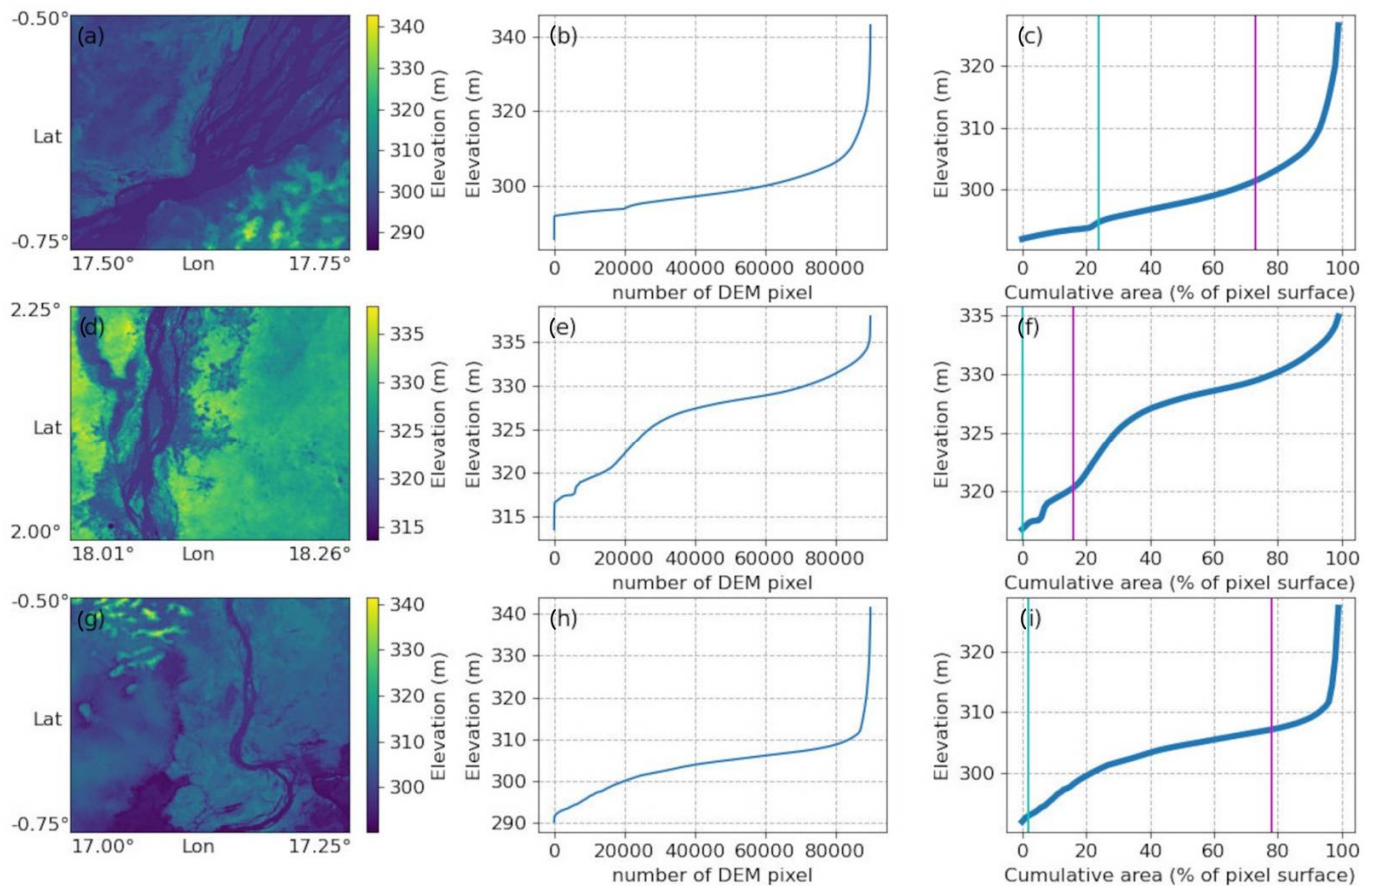 (a)
-0.50°
Lat
-0.75°
17.50° Lon 17.75°
340
330
320
310
300
290
Elevation (m)
(b)
Elevation (m)
340
320
300
0 20000 40000 60000 80000
number of DEM pixel
(c)
Elevation (m)
320
310
300
0 20 40 60 80 100
Cumulative area (% of pixel surface)
(d)
2.25°
Lat
2.00°
18.01° Lon 18.26°
335
330
325
320
315
Elevation (m)
(e)
Elevation (m)
335
330
325
320
315
0 20000 40000 60000 80000
number of DEM pixel
(f)
Elevation (m)
335
330
325
320
0 20 40 60 80 100
Cumulative area (% of pixel surface)
(g)
-0.50°
Lat
-0.75°
17.00° Lon 17.25°
340
330
320
310
300
Elevation (m)
(h)
Elevation (m)
340
330
320
310
300
290
0 20000 40000 60000 80000
number of DEM pixel
(i)
Elevation (m)
320
310
300
0 20 40 60 80 100
Cumulative area (% of pixel surface)